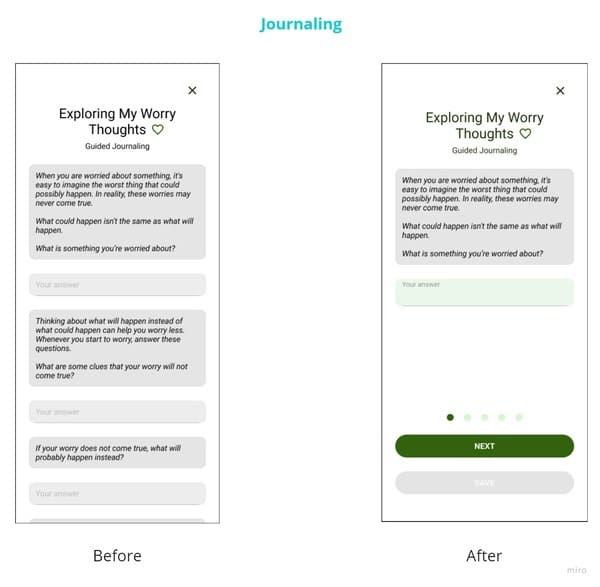 Journaling
Exploring My Worry
Thoughts
Guided Journaling
When you are worried about something, it's
easy to imagine the worst thing that could
possibly happen. In reality, these worries may
never come true.
What could happen isn't the same as what will
happen.
What is something you're worried about?
Your answer
Thinking about what will happen instead of
what could happen can help you worry less.
Whenever you start to worry, answer these
questions.
What are some clues that your worry will not
come true?
Your answer
If your worry does not come true, what will
probably happen instead?
Your answer
Before
Exploring My Worry
Thoughts
Guided Journaling
When you are worried about something, it's
easy to imagine the worst thing that could
possibly happen. In reality, these worries may
never come true.
What could happen isn't the same as what will
happen.
What is something you're worried about?
Your answer
NEXT
SAVE
After
miro